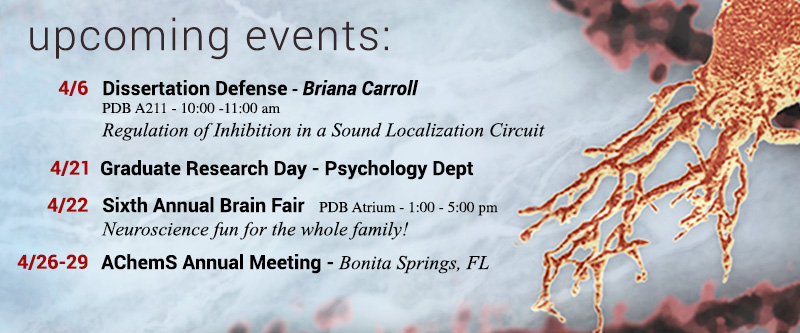 upcoming events:
4/6 Dissertation Defense - Briana Carroll
PDB A211 - 10:00 -11:00 am
Regulation of Inhibition in a Sound Localization Circuit
4/21 Graduate Research Day - Psychology Dept
4/22 Sixth Annual Brain Fair PDB Atrium - 1:00 - 5:00 pm
Neuroscience fun for the whole family!
4/26-29 AChemS Annual Meeting - Bonita Springs, FL